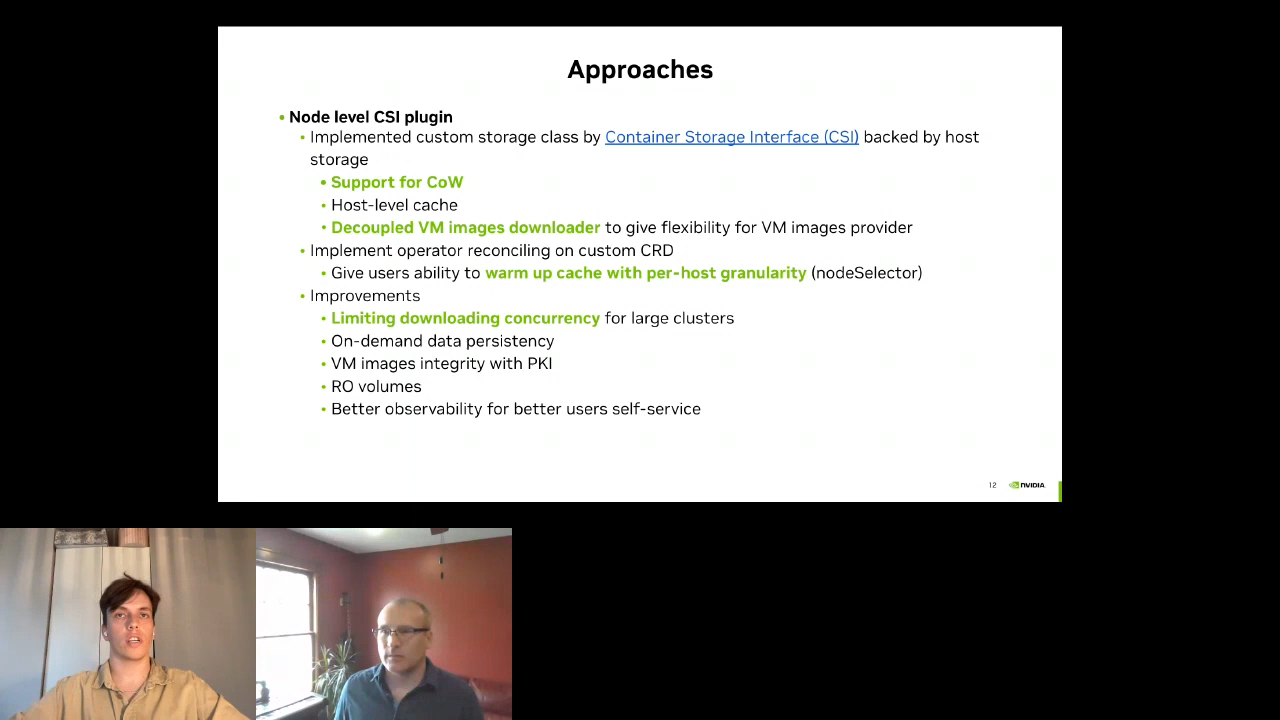 Approaches
• Node level CSI plugin
• Implemented custom storage class by Container Storage Interface (CSI) backed by host
storage
• Support for CoW
• Host-level cache
• Decoupled VM images downloader to give flexibility for VM images provider
• Implement operator reconciling on custom CRD
• Give users ability to warm up cache with per-host granularity (nodeSelector)
• Improvements
• Limiting downloading concurrency for large clusters
• On-demand data persistency
• VM images integrity with PKI
• RO volumes
• Better observability for better users self-service
12 NVIDIA